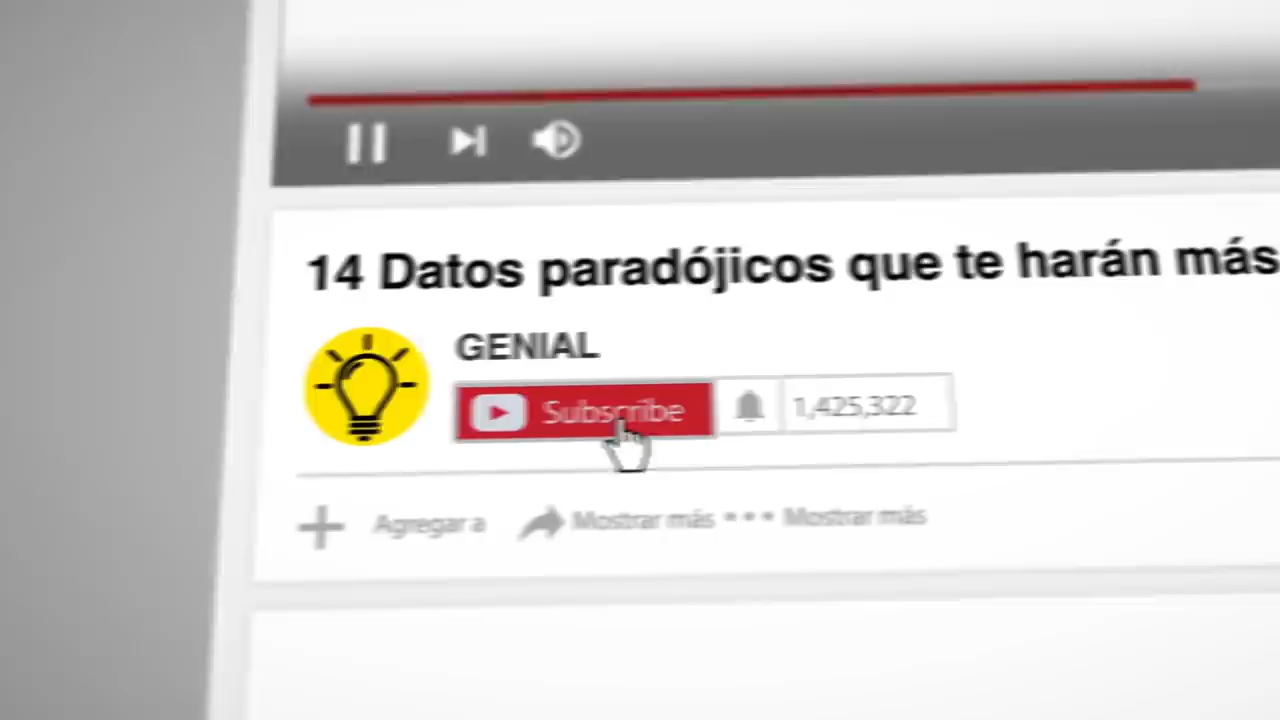 14 Datos paradójicos que te harán más
GENIAL
Subscribe 1,425,322
Agregar a Mostrar más Mostrar más